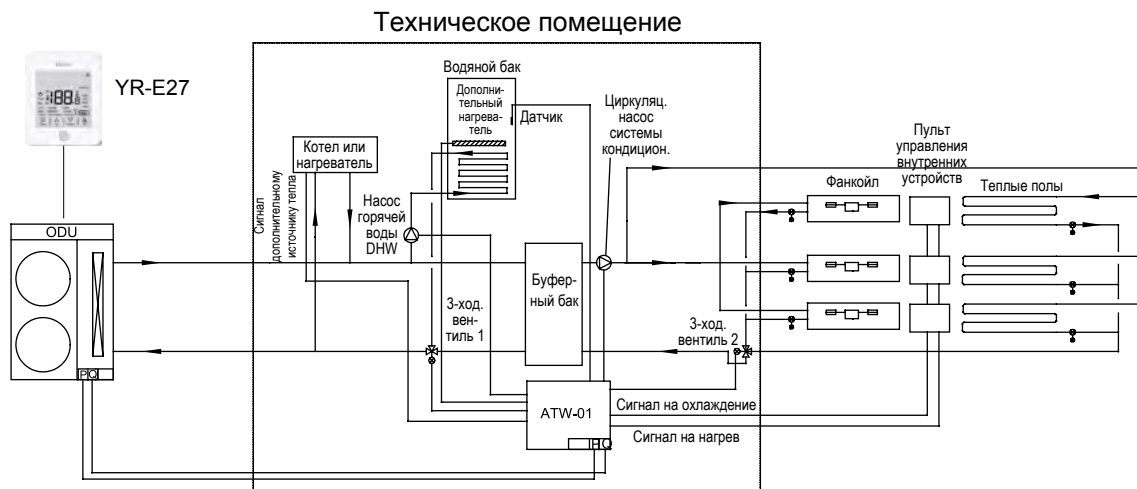 Техническое помещение
YR-E27
Водяной бак
Дополни-
тельный
нагрева-
тель
Датчик
Циркуляц.
насос
системы
кондицион.
Котел или
нагреватель
Сигнал
дополнительному
источнику тепла
Насос
горячей
воды
DHW
Пульт
управления
внутренних
устройств
Фанкойл
Теплые полы
ODU
Буфер-
ный бак
3-ход.
вен-
тиль 1
3-ход.
вентиль 2
P Q
ATW-01
Сигнал на охлаждение
Сигнал на нагрев